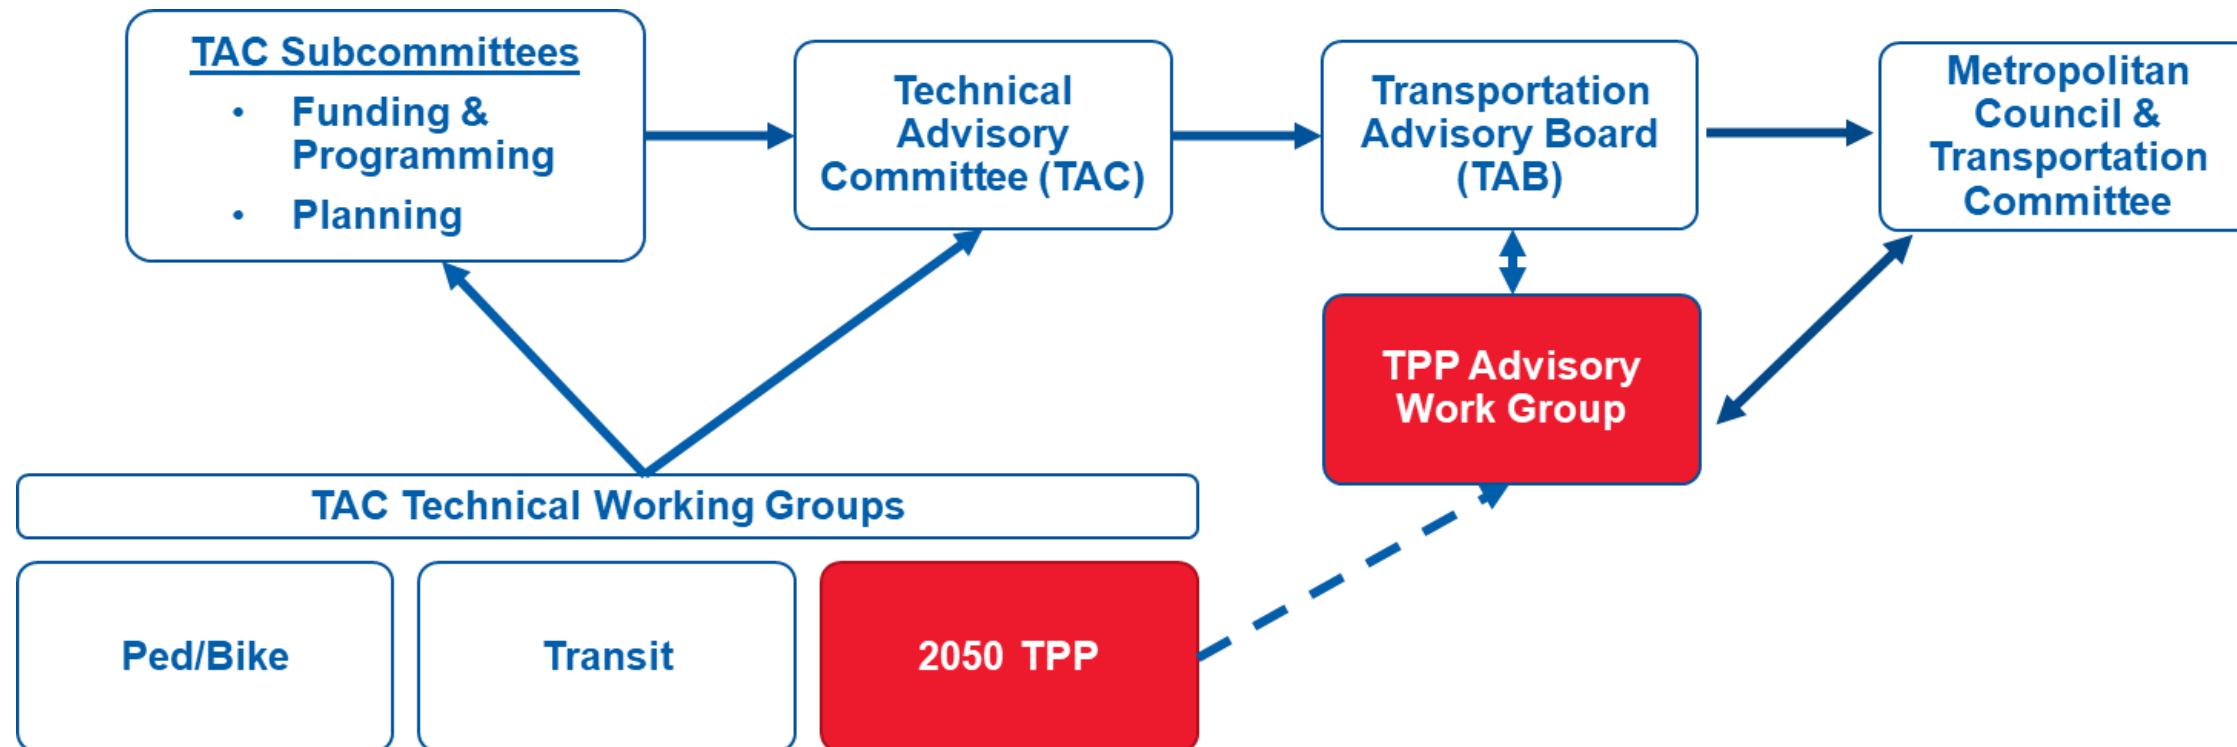 TAC Subcommittees
• Funding &
Programming
• Planning
Technical
Advisory
Committee (TAC)
Transportation
Advisory Board
(TAB)
Metropolitan
Council &
Transportation
Committee
TPP Advisory
Work Group
TAC Technical Working Groups
Ped/Bike
Transit
2050 TPP